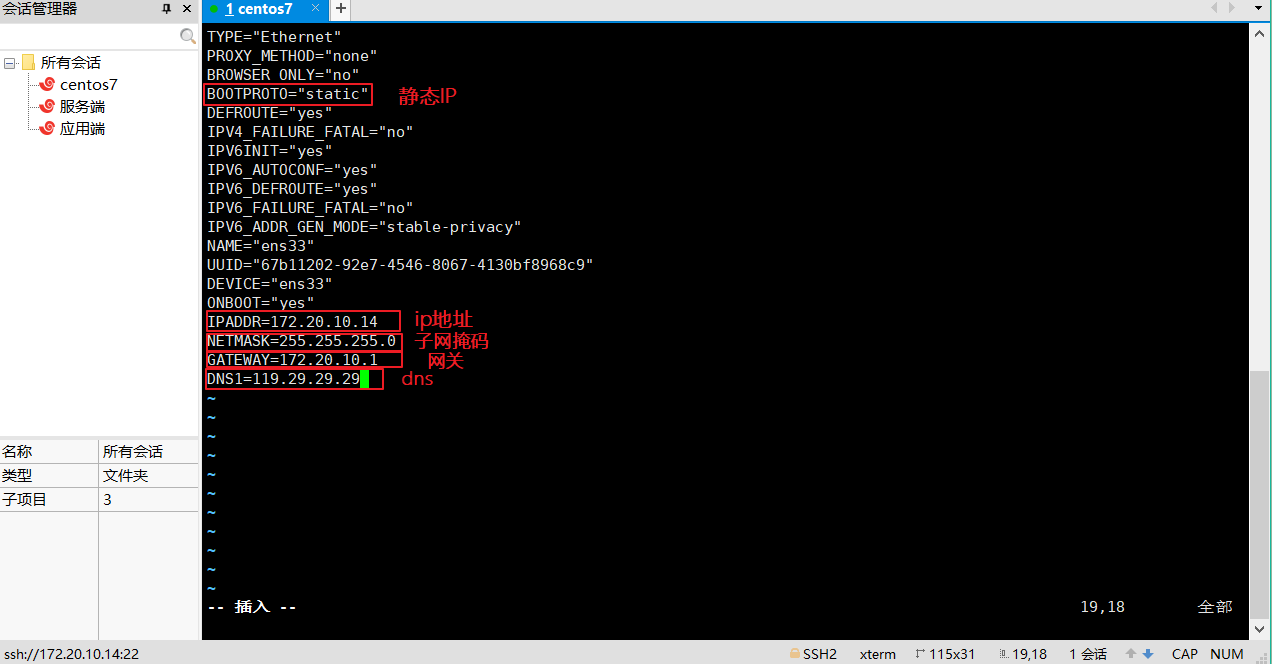 会话管理器
1 centos7
+
所有会话
centos7
服务端
应用端
名称 所有会话
类型 文件夹
子项目 3
TYPE="Ethernet"
PROXY_METHOD="none"
BROWSER_ONLY="no"
BOOTPROTO="static" 静态IP
DEFROUTE="yes"
IPV4_FAILURE_FATAL="no"
IPV6INIT="yes"
IPV6_AUTOCONF="yes"
IPV6_DEFROUTE="yes"
IPV6_FAILURE_FATAL="no"
IPV6_ADDR_GEN_MODE="stable-privacy"
NAME="ens33"
UUID="67b11202-92e7-4546-8067-4130bf8968c9"
DEVICE="ens33"
ONBOOT="yes"
IPADDR=172.20.10.14 ip地址
NETMASK=255.255.255.0 子网掩码
GATEWAY=172.20.10.1 网关
DNS1=119.29.29.29 dns
~
~
~
~
~
~
~
~
~
~
~
-- 插入 -- 19,18 全部
ssh://172.20.10.14:22 SSH2 xterm 115x31 19,18 1 会话 CAP NUM